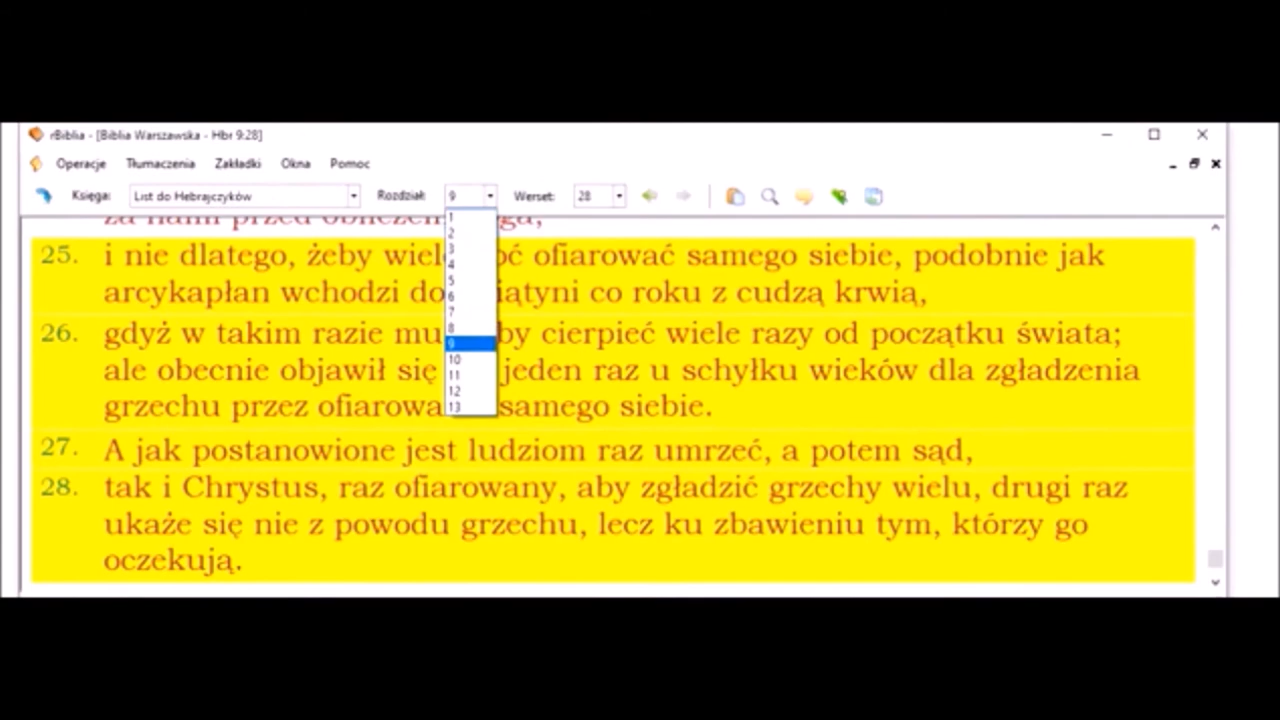 rBiblia - [Biblia Warszawska - Hbr 9:28]
Operacje Tłumaczenia Zakładki Okna Pomoc
Księga: List do Hebrajczyków Rozdział: 9 Werset: 28
1
2
3
4
5
6
7
8
9
10
11
12
13
za nami przed obliczem
25. i nie dlatego, żeby ofiarować samego siebie, podobnie jak
arcykapłan wchodzi do co roku z cudzą krwią,
26. gdyż w takim razie cierpieć wiele razy od początku świata;
ale obecnie objawił się jeden raz u schyłku wieków dla zgładzenia
grzechu przez samego siebie.
27. A jak postanowione jest ludziom raz umrzeć, a potem sąd,
28. tak i Chrystus, raz ofiarowany, aby zgładzić grzechy wielu, drugi raz
ukaże się nie z powodu grzechu, lecz ku zbawieniu tym, którzy go
oczekują.